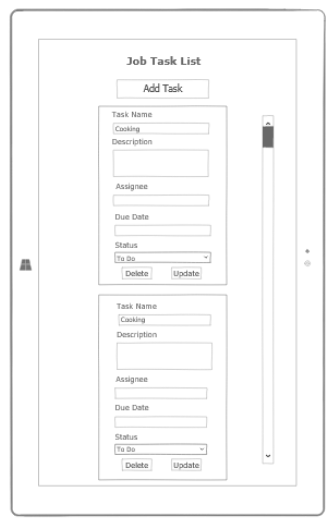 Job Task List
Add Task
Task Name
Cooking
Description
Assignee
Due Date
Status
To Do
Delete Update
Task Name
Cooking
Description
Assignee
Due Date
Status
To Do
Delete Update